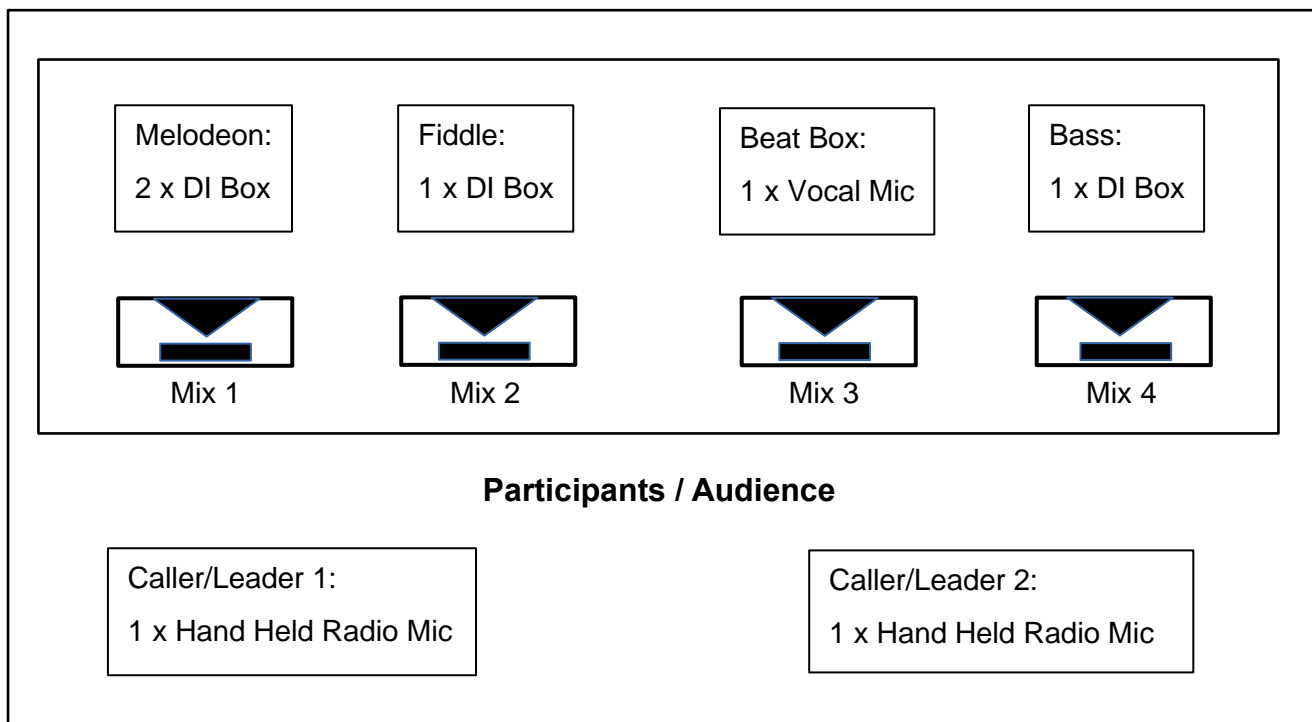 Melodeon:
2 x DI Box
Fiddle:
1 x DI Box
Beat Box:
1 x Vocal Mic
Bass:
1 x DI Box
Mix 1
Mix 2
Mix 3
Mix 4
Participants / Audience
Caller/Leader 1:
1 x Hand Held Radio Mic
Caller/Leader 2:
1 x Hand Held Radio Mic